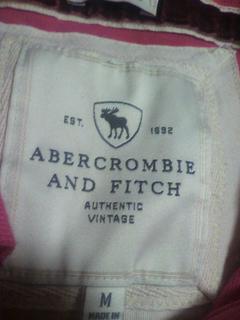 EST. 1892
ABERCROMBIE
AND FITCH
AUTHENTIC
VINTAGE
M
MADE IN